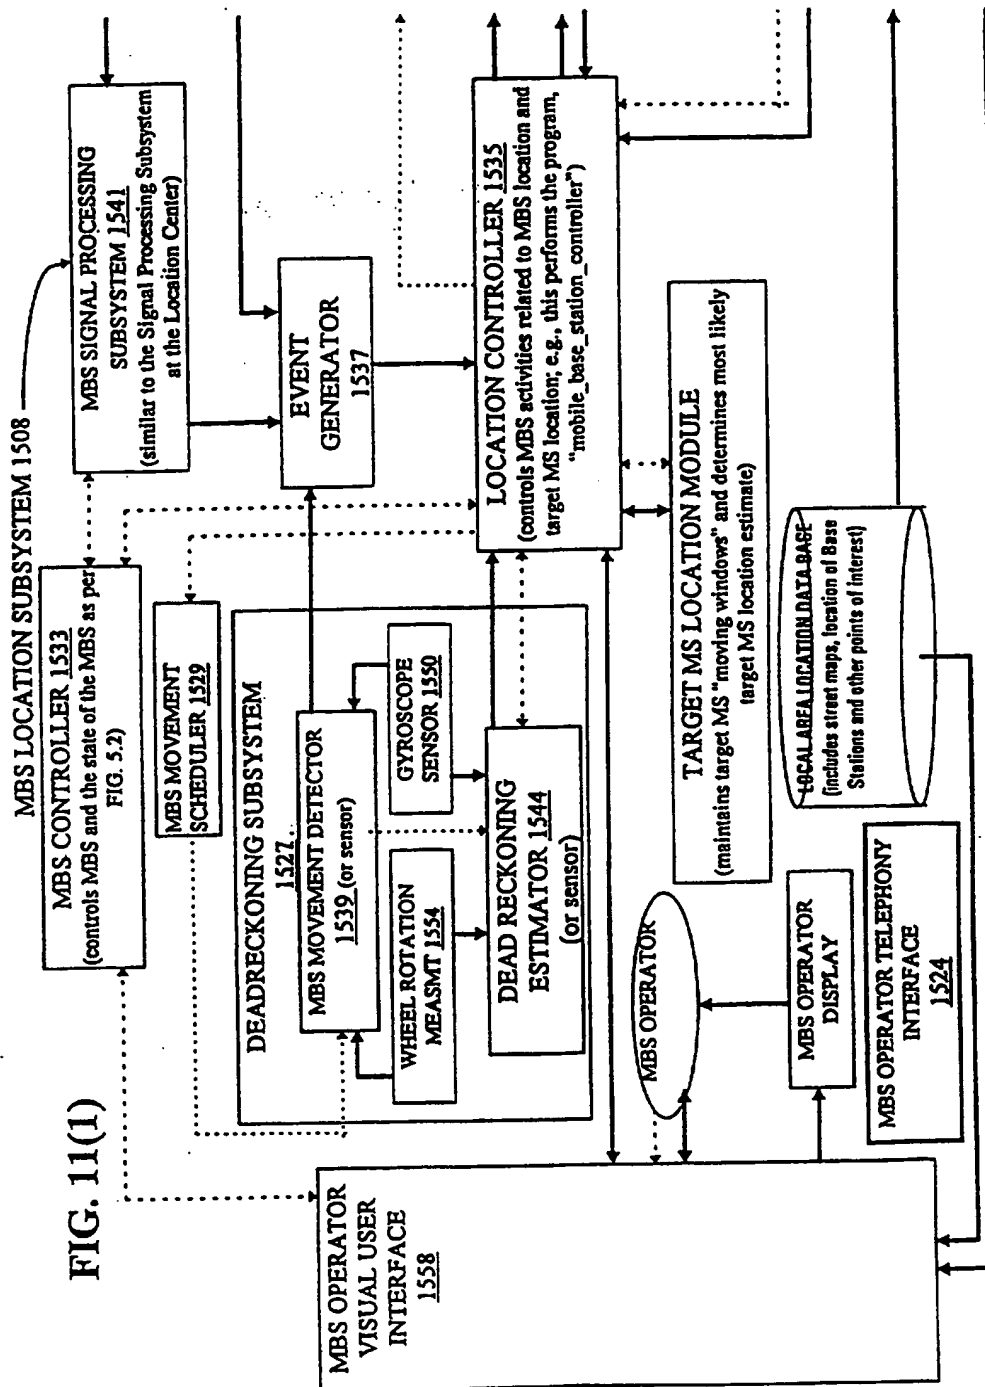 FIG. 11(1)
MBS LOCATION SUBSYSTEM 1508
MBS CONTROLLER 1533
(controls MBS and the state of the MBS as per
FIG. 5.2)
MBS SIGNAL PROCESSING
SUBSYSTEM 1541
(similar to the Signal Processing Subsystem
at the Location Center)
MBS MOVEMENT
SCHEDULER 1529
DEADRECKONING SUBSYSTEM
1527
MBS MOVEMENT DETECTOR
1539 (or sensor)
WHEEL ROTATION
MEASMT 1554
GYROSCOPE
SENSOR 1550
DEAD RECKONING
ESTIMATOR 1544
(or sensor)
EVENT
GENERATOR
1537
LOCATION CONTROLLER 1535
(controls MBS activities related to MBS location and
target MS location; e.g., this performs the program,
"mobile_base_station_controller")
MBS OPERATOR
VISUAL USER
INTERFACE
1558
MBS OPERATOR
TARGET MS LOCATION MODULE
(maintains target MS "moving windows" and determines most likely
target MS location estimate)
MBS OPERATOR
DISPLAY
LOCAL AREA LOCATION DATA BASE
(includes street maps, location of Base
Stations and other points of interest)
MBS OPERATOR TELEPHONY
INTERFACE
1524